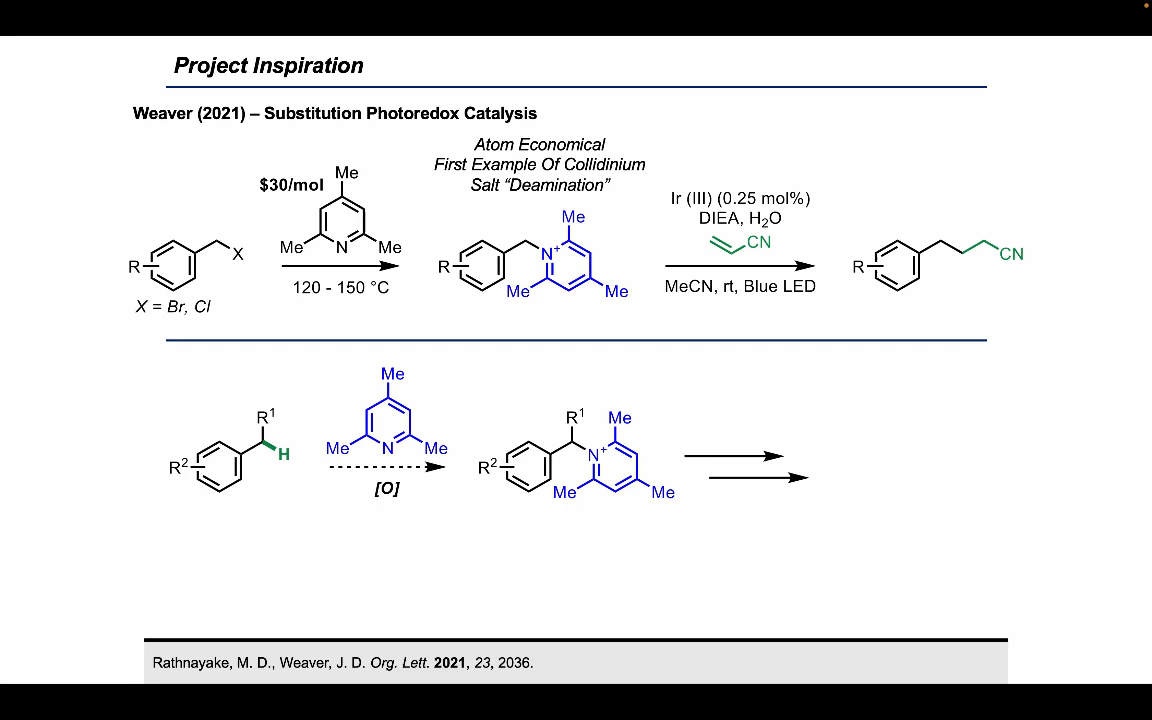 Project Inspiration
Weaver (2021) – Substitution Photoredox Catalysis
Atom Economical
First Example Of Collidinium
Salt “Deamination”
$30/mol
Me
Me
N
Me
R
X
X = Br, Cl
120 - 150 °C
R
N+
Me
Me
Me
Ir (III) (0.25 mol%)
DIEA, H2O
CN
MeCN, rt, Blue LED
R
CN
R1
H
R2
Me
Me
N
Me
[O]
R1
Me
R2
N+
Me
Me
Rathnayake, M. D., Weaver, J. D. Org. Lett. 2021, 23, 2036.